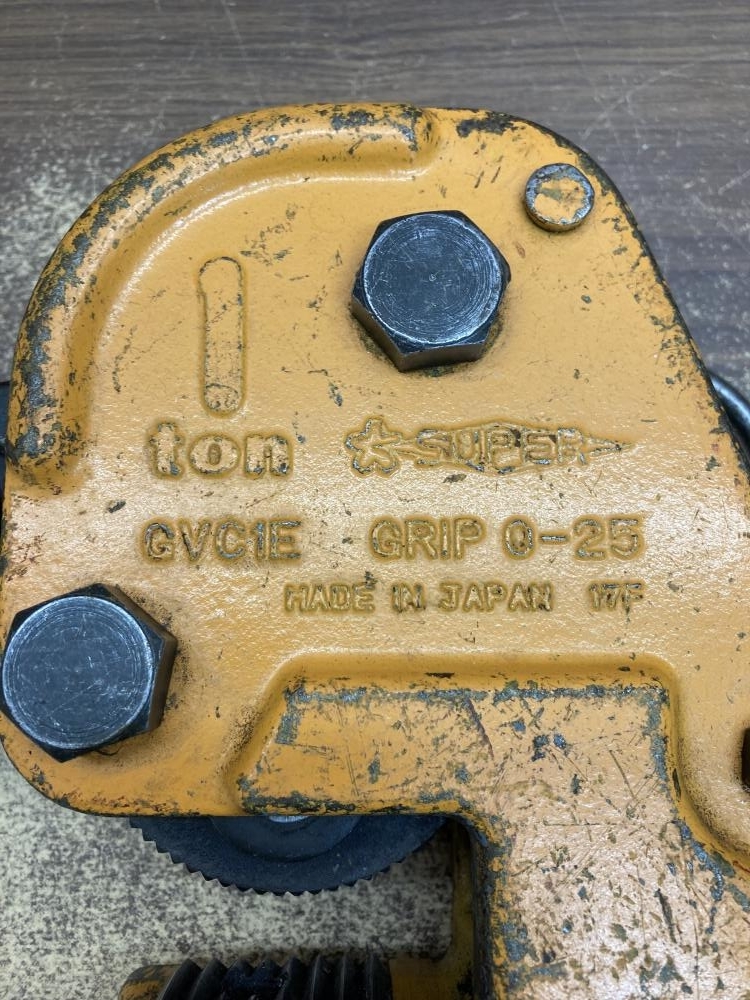 1
ton SUPER
GVC1E GRIP 0-25
MADE IN JAPAN 17F